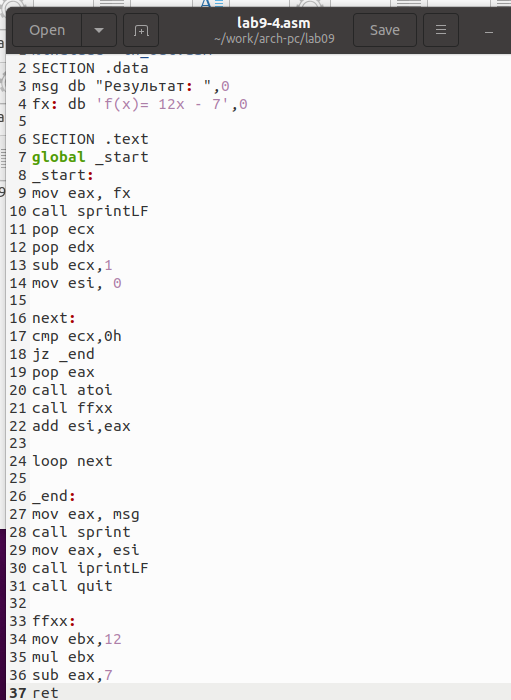 Open
lab9-4.asm
~/work/arch-pc/lab09
Save
2 SECTION .data
3 msg db "Результат: ",0
4 fx: db 'f(x)= 12x - 7',0
5
6 SECTION .text
7 global _start
8 _start:
9 mov eax, fx
10 call sprintLF
11 pop ecx
12 pop edx
13 sub ecx,1
14 mov esi, 0
15
16 next:
17 cmp ecx,0h
18 jz _end
19 pop eax
20 call atoi
21 call ffxx
22 add esi,eax
23
24 loop next
25
26 _end:
27 mov eax, msg
28 call sprint
29 mov eax, esi
30 call iprintLF
31 call quit
32
33 ffxx:
34 mov ebx,12
35 mul ebx
36 sub eax,7
37 ret